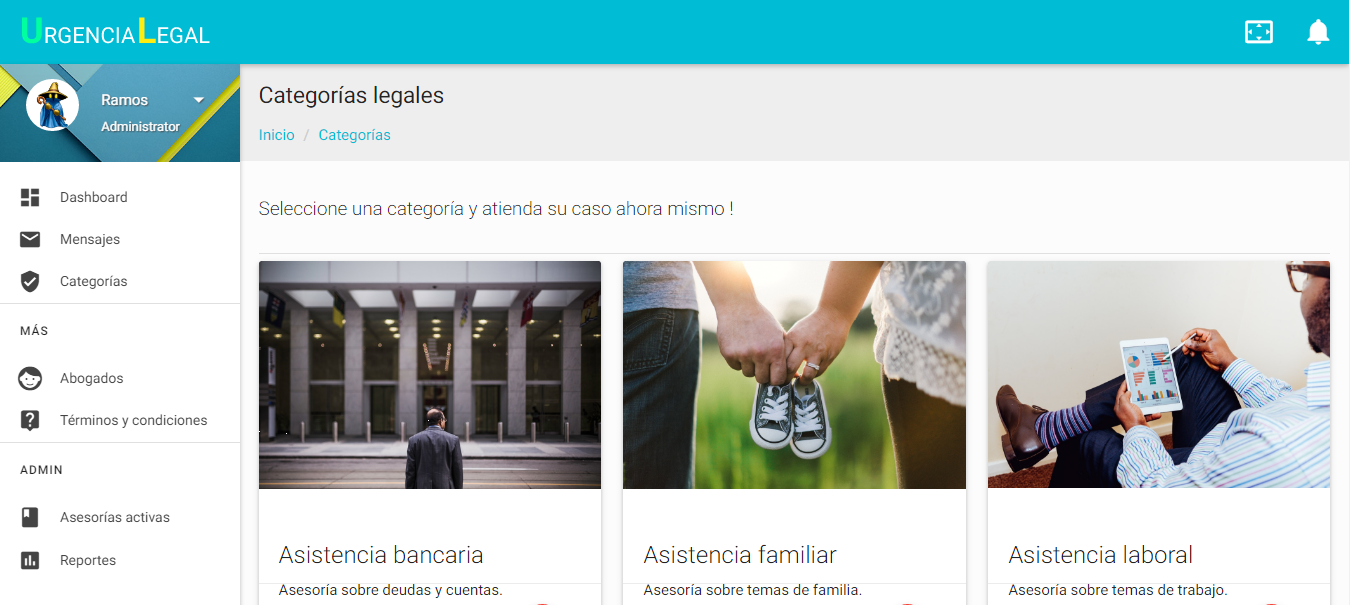 URGENCIA LEGAL
Ramos
Administrator
Dashboard
Mensajes
Categorías
MÁS
Abogados
Términos y condiciones
ADMIN
Asesorías activas
Reportes
Categorías legales
Inicio / Categorías
Seleccione una categoría y atienda su caso ahora mismo !
Asistencia bancaria
Asesoría sobre deudas y cuentas.
Asistencia familiar
Asesoría sobre temas de familia.
Asistencia laboral
Asesoría sobre temas de trabajo.